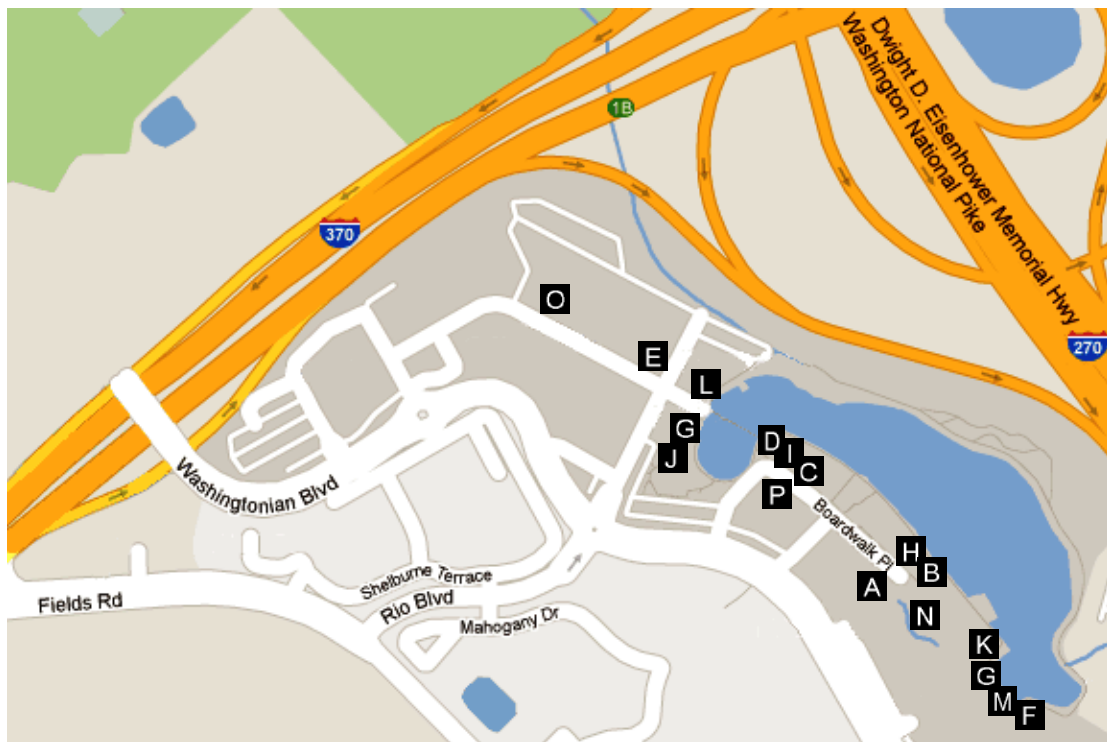 Dwight D. Eisenhower Memorial Hwy
Washington National Pike
1B
370
O
270
E
L
G
D
J
I
C
P
Washingtonian Blvd
Boardwalk Pl
H
B
A
Shelburne Terrace
Fields Rd
Rio Blvd
N
Mahogany Dr
K
G
M
F